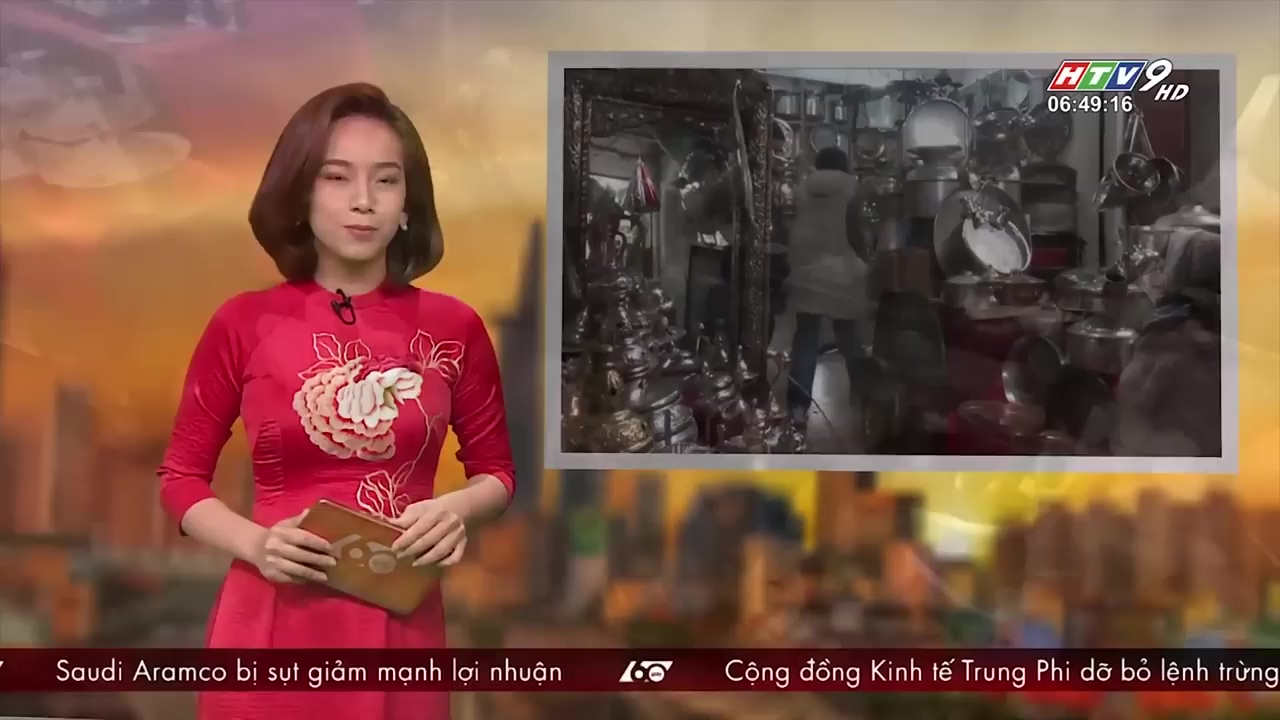 HTV9 HD
06:49:16
Saudi Aramco bị sụt giảm mạnh lợi nhuận
60
Cộng đồng Kinh tế Trung Phi dỡ bỏ lệnh trừng